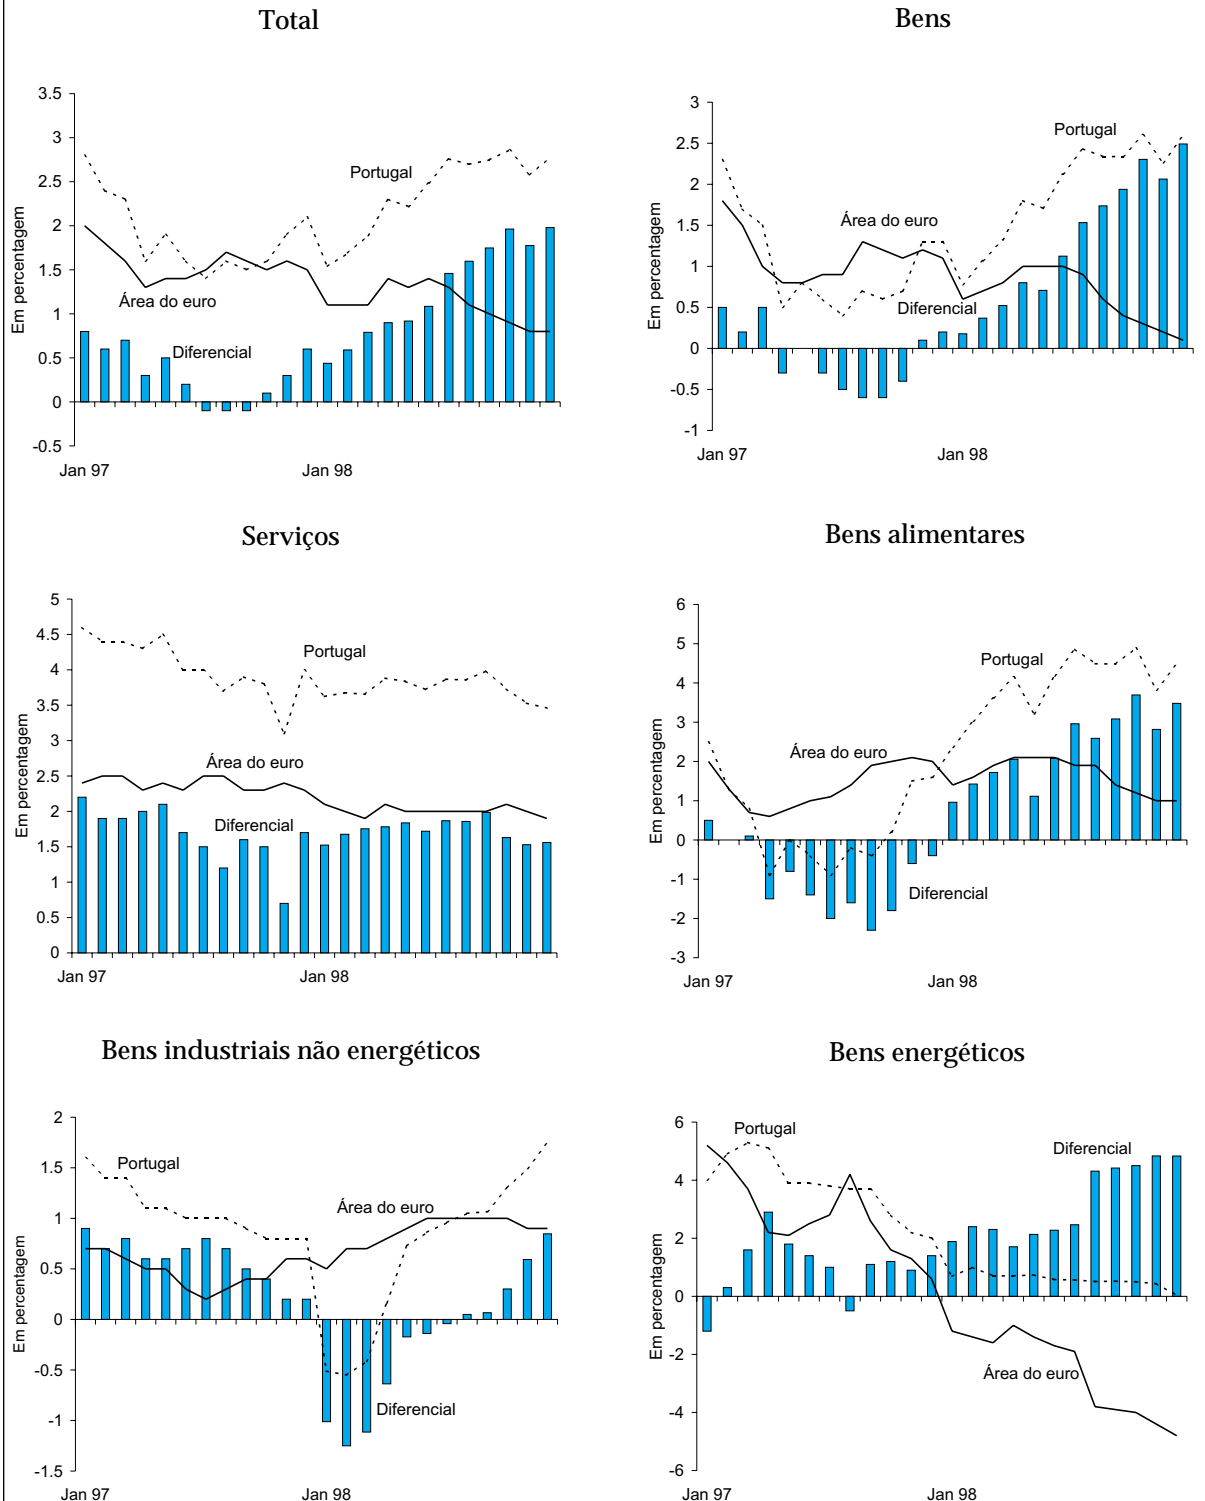 Total
3.5
3
2.5
2
1.5
1
0.5
0
-0.5
Em percentagem
Portugal
Área do euro
Diferencial
Jan 97
Jan 98
Bens
3
2.5
2
1.5
1
0.5
0
-0.5
-1
Em percentagem
Portugal
Área do euro
Diferencial
Jan 97
Jan 98
Serviços
5
4.5
4
3.5
3
2.5
2
1.5
1
0.5
0
Em percentagem
Portugal
Área do euro
Diferencial
Jan 97
Jan 98
Bens alimentares
6
5
4
3
2
1
0
-1
-2
-3
Em percentagem
Portugal
Área do euro
Diferencial
Jan 97
Jan 98
Bens industriais não energéticos
2
1.5
1
0.5
0
-0.5
-1
-1.5
Em percentagem
Portugal
Área do euro
Diferencial
Jan 97
Jan 98
Bens energéticos
6
4
2
0
-2
-4
-6
Em percentagem
Portugal
Diferencial
Área do euro
Jan 97
Jan 98